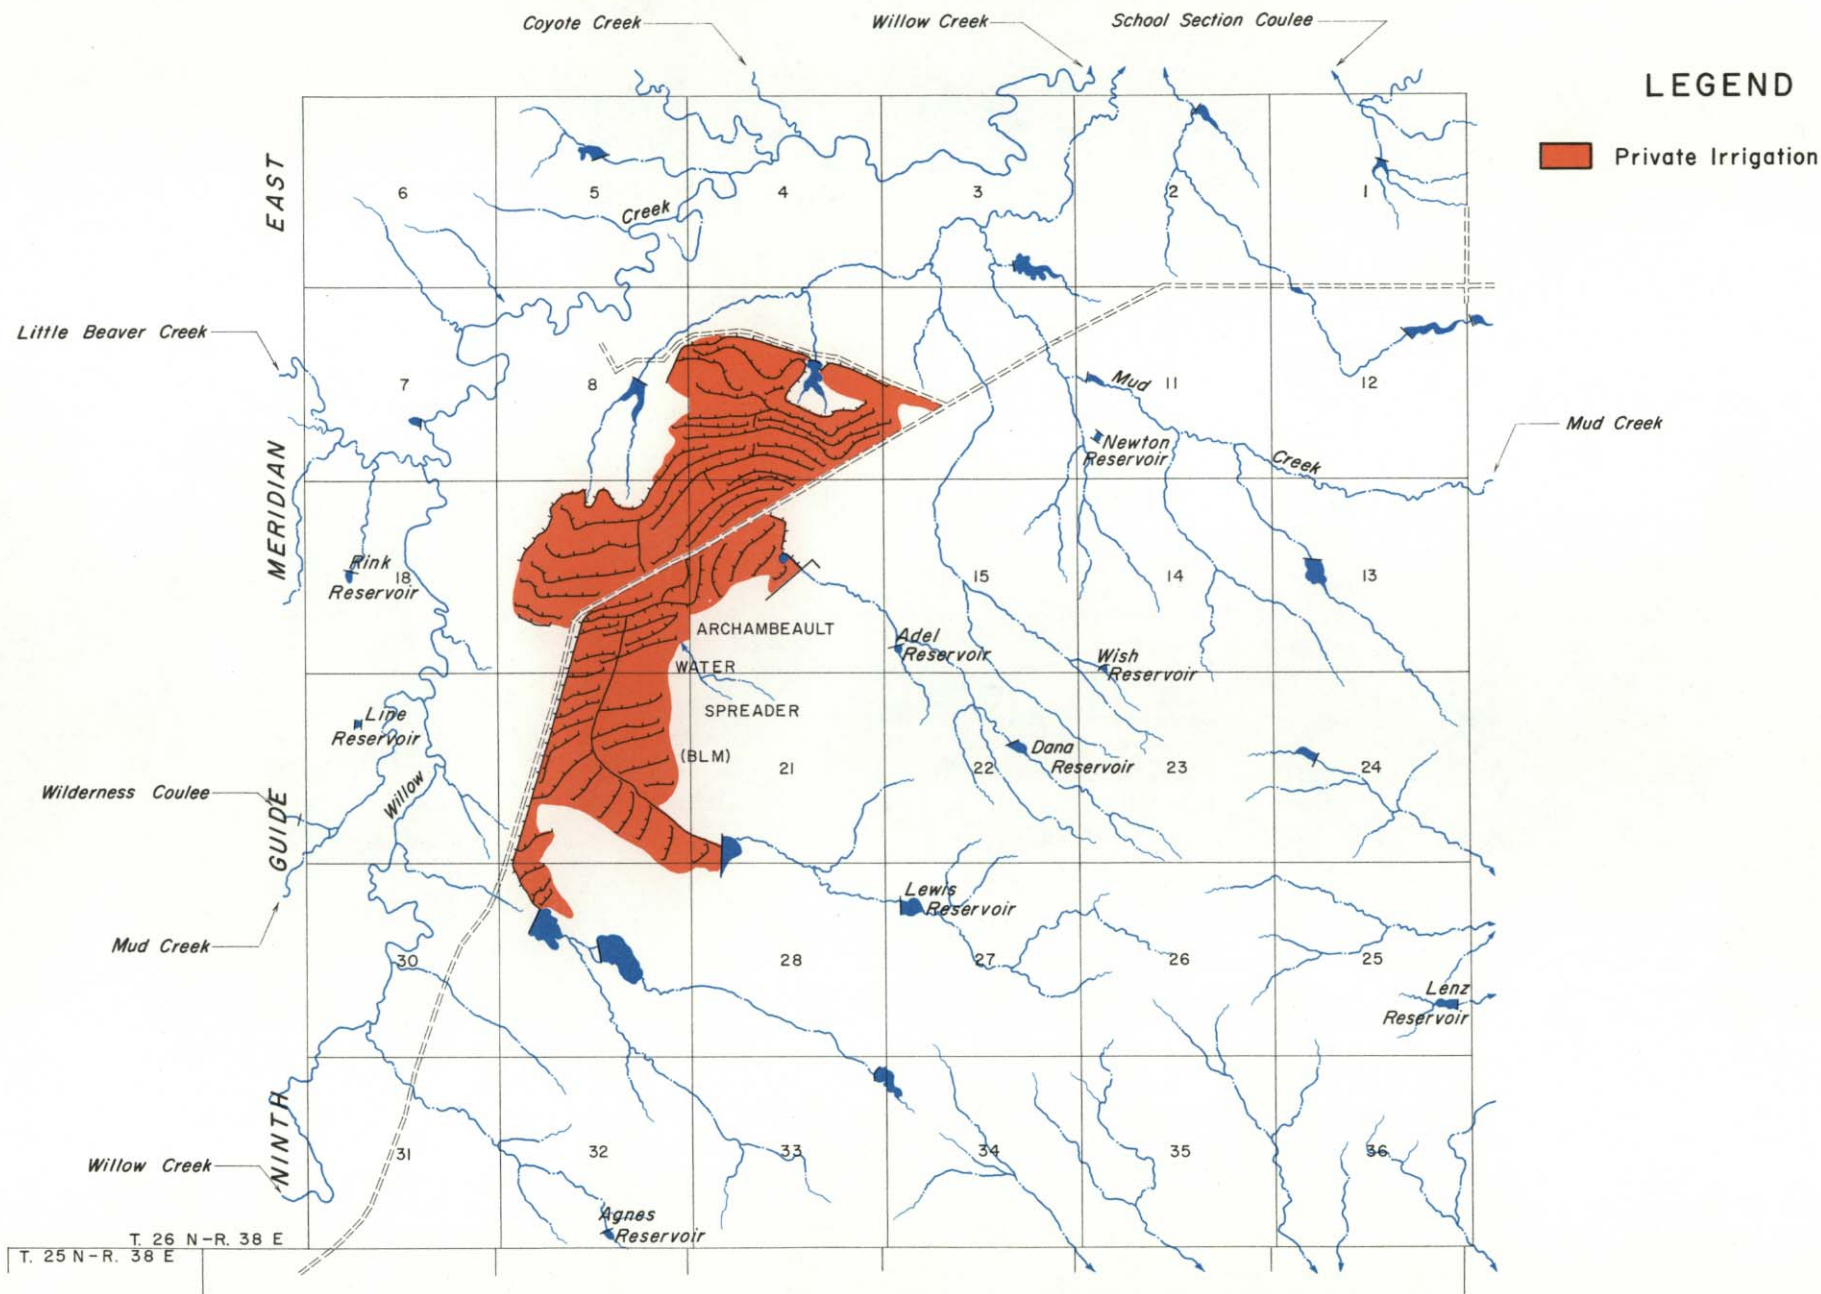 Coyote Creek
Willow Creek
School Section Coulee
LEGEND
Private Irrigation
EAST
6
5
4
3
2
1
Creek
Little Beaver Creek
7
8
Mud
11
12
Mud Creek
Newton
Reservoir
Creek
MERIDIAN
Rink
18
Reservoir
15
14
13
ARCHAMBEAULT
WATER
SPREADER
(BLM)
Adel
Reservoir
Wish
Reservoir
Line
Reservoir
Dana
Reservoir
21
22
23
24
Wilderness Coulee
Willow
GUIDE
Lewis
Reservoir
Mud Creek
30
28
27
26
25
Lenz
Reservoir
NINTH
31
32
33
34
35
36
Willow Creek
Agnes
Reservoir
T. 26 N-R. 38 E
T. 25 N-R. 38 E